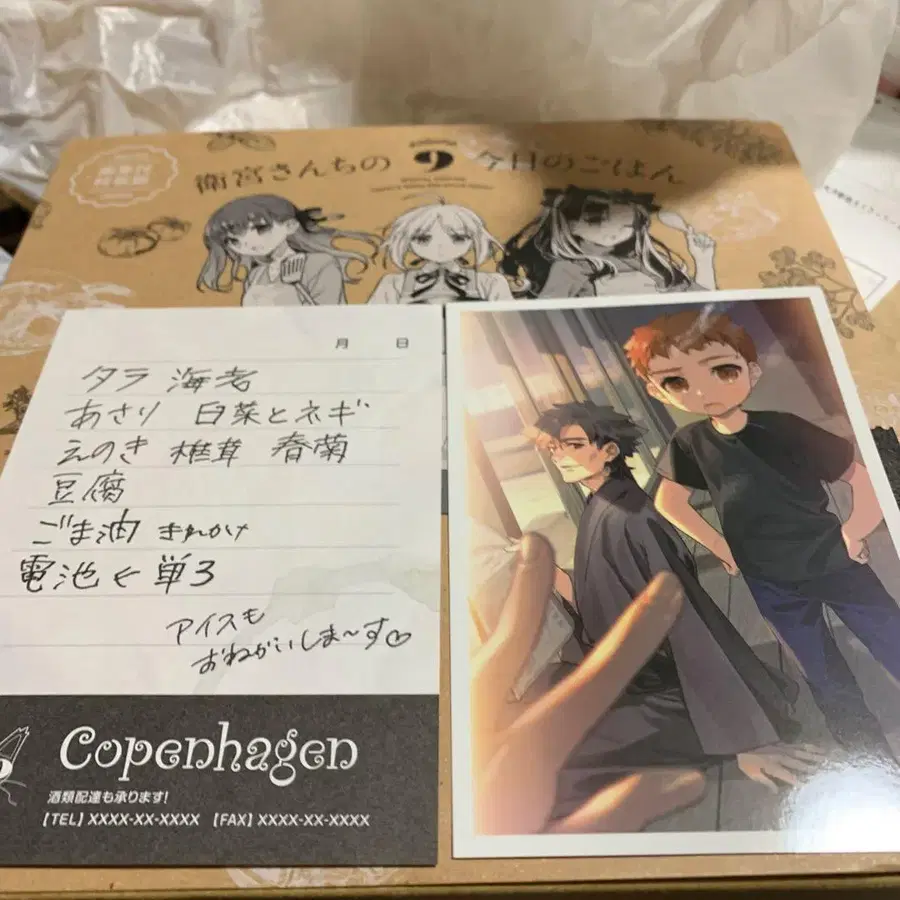 衛宮さんちの 9 今日のごはん
月 日
タラ 海老
あさり 白菜とネギ
えのき 椎茸 春菊
豆腐
ごま油 きれかけ
電池←単3
アイスも
おねがいしま〜す♡
Copenhagen
酒類配達も承ります!
【TEL】XXXX-XX-XXXX 【FAX】XXXX-XX-XXXX